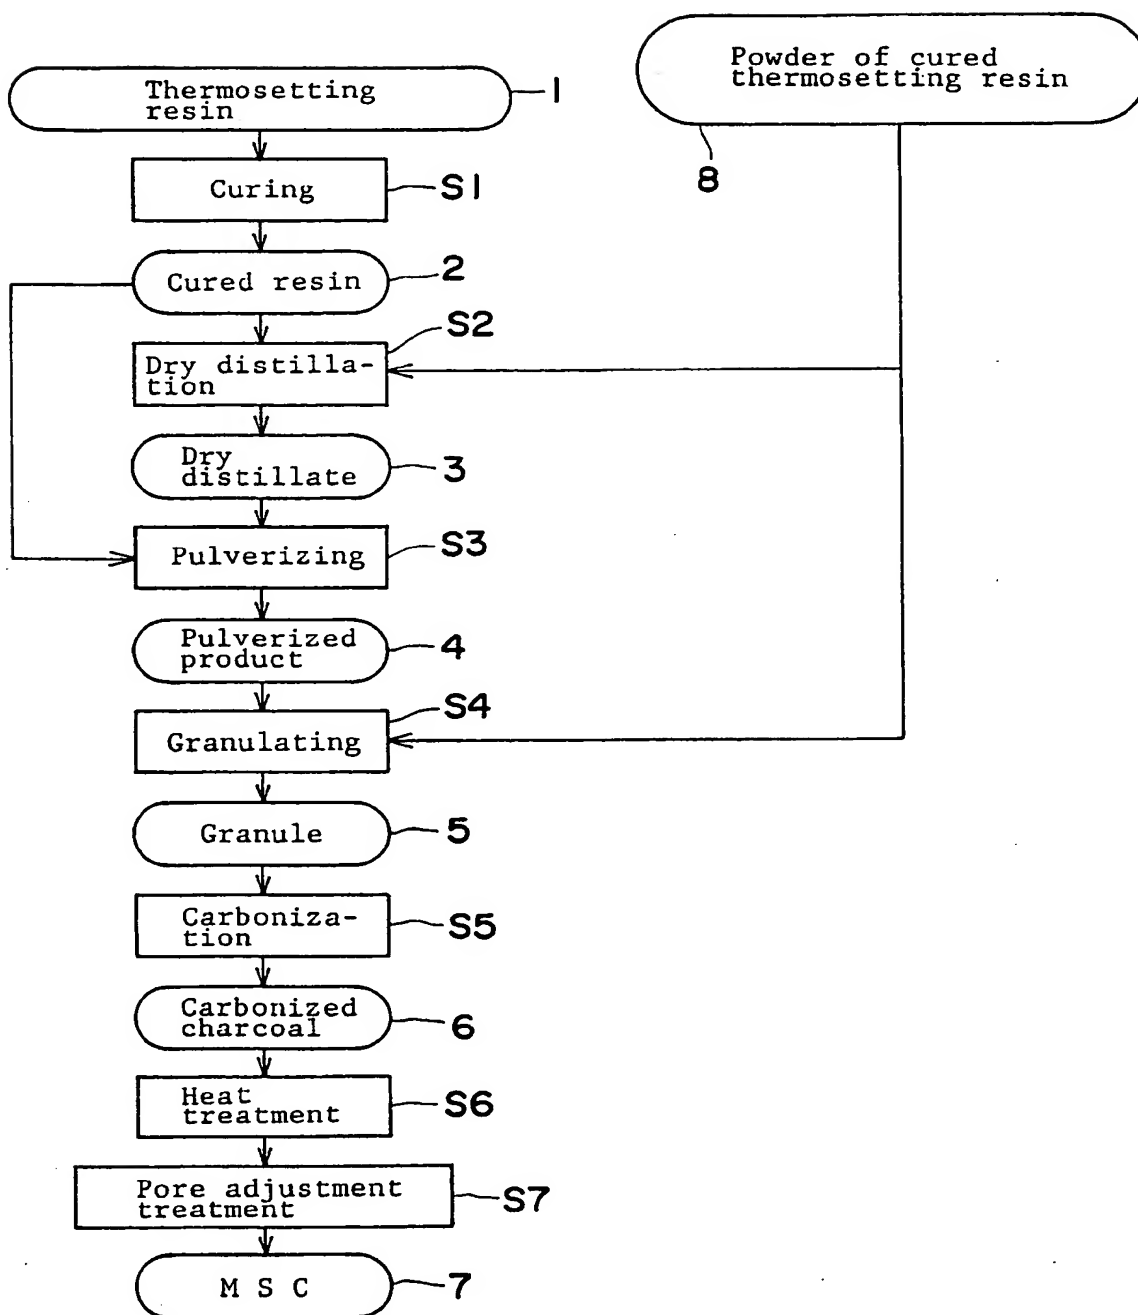 Thermosetting
resin
1
Powder of cured
thermosetting resin
8
Curing
S1
Cured resin
2
S2
Dry distilla-
tion
Dry
distillate
3
Pulverizing
S3
Pulverized
product
4
S4
Granulating
Granule
5
Carboniza-
tion
S5
Carbonized
charcoal
6
Heat
treatment
S6
Pore adjustment
treatment
S7
M S C
7